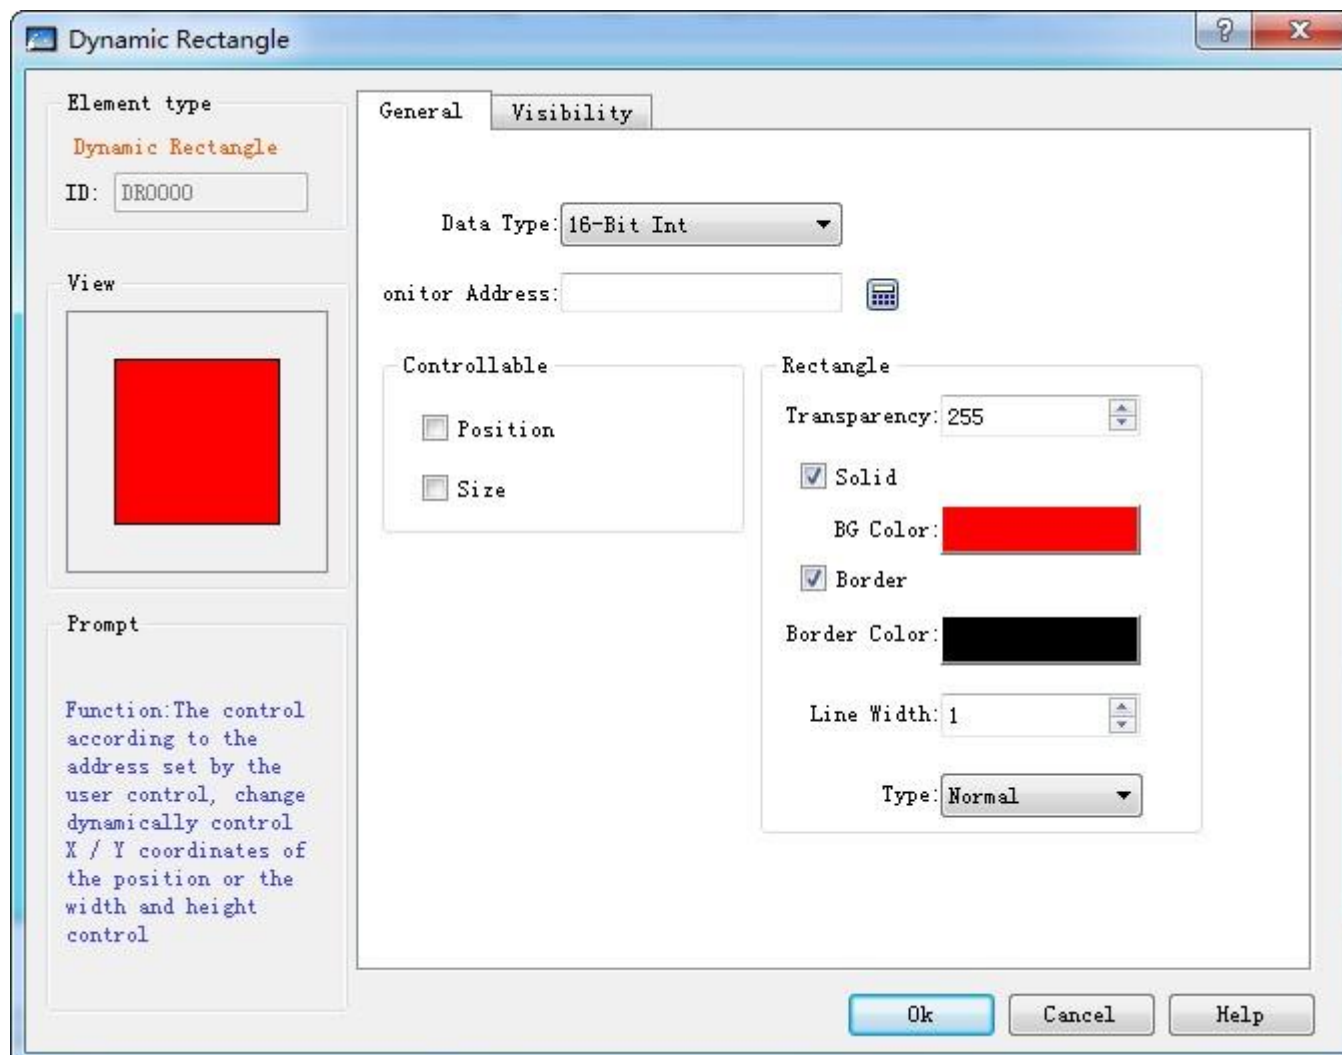 Dynamic Rectangle
?
X
Element type
Dynamic Rectangle
ID: DR0000
View
Prompt
Function:The control
according to the
address set by the
user control, change
dynamically control
X / Y coordinates of
the position or the
width and height
control
General
Visibility
Data Type: 16-Bit Int
onitor Address:
Controllable
Position
Size
Rectangle
Transparency: 255
Solid
BG Color:
Border
Border Color:
Line Width: 1
Type: Normal
Ok
Cancel
Help